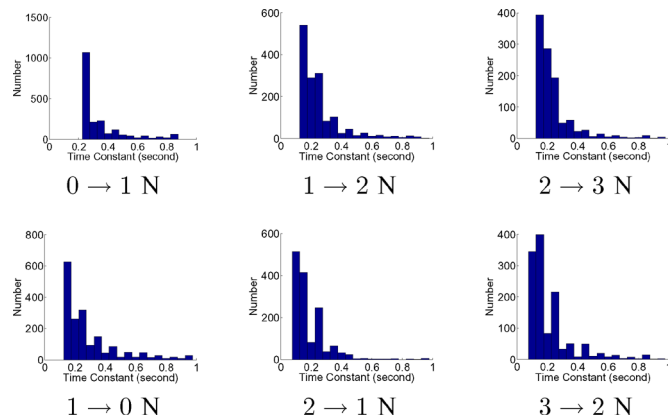 1500
1000
500
0
Number
0 0.2 0.4 0.6 0.8 1
Time Constant (second)
0 → 1 N
600
400
200
0
Number
0 0.2 0.4 0.6 0.8 1
Time Constant (second)
1 → 2 N
400
300
200
100
0
Number
0 0.2 0.4 0.6 0.8 1
Time Constant (second)
2 → 3 N
800
600
400
200
0
Number
0 0.2 0.4 0.6 0.8 1
Time Constant (second)
1 → 0 N
600
400
200
0
Number
0 0.2 0.4 0.6 0.8 1
Time Constant (second)
2 → 1 N
400
300
200
100
0
Number
0 0.2 0.4 0.6 0.8 1
Time Constant (second)
3 → 2 N